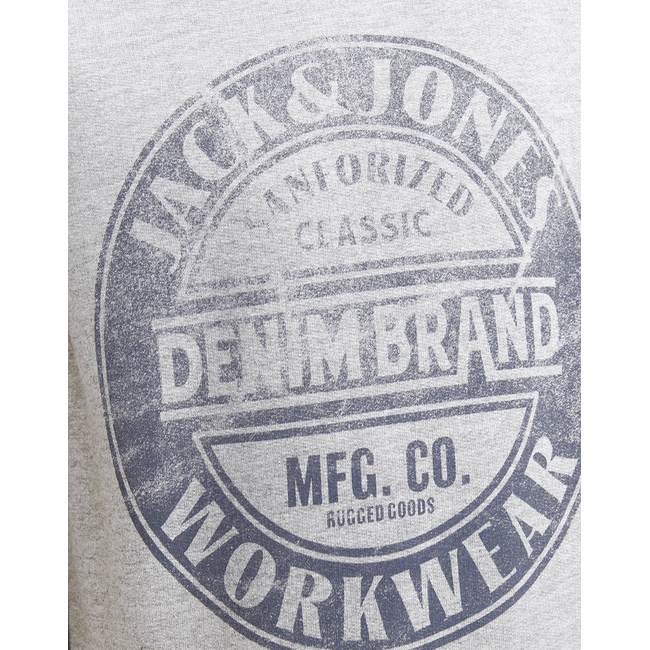 JACK&JONES
SANFORIZED
CLASSIC
DENIM BRAND
MFG. CO.
RUGGED GOODS
WORKWEAR